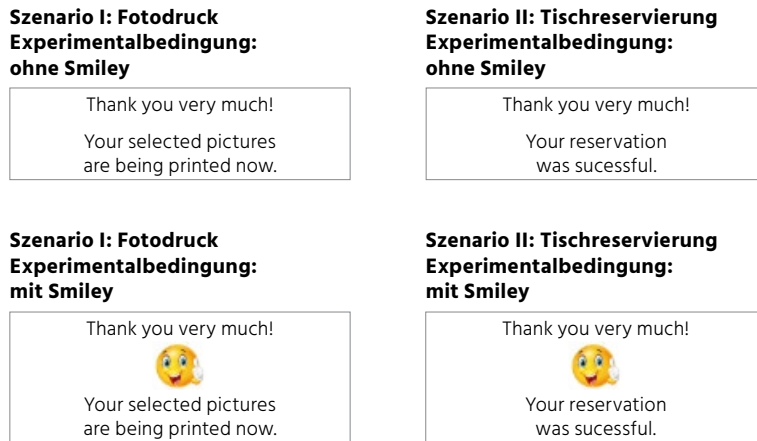 Szenario I: Fotodruck
Experimentalbedingung:
ohne Smiley
Thank you very much!
Your selected pictures
are being printed now.
Szenario II: Tischreservierung
Experimentalbedingung:
ohne Smiley
Thank you very much!
Your reservation
was sucessful.
Szenario I: Fotodruck
Experimentalbedingung:
mit Smiley
Thank you very much!
Your selected pictures
are being printed now.
Szenario II: Tischreservierung
Experimentalbedingung:
mit Smiley
Thank you very much!
Your reservation
was sucessful.